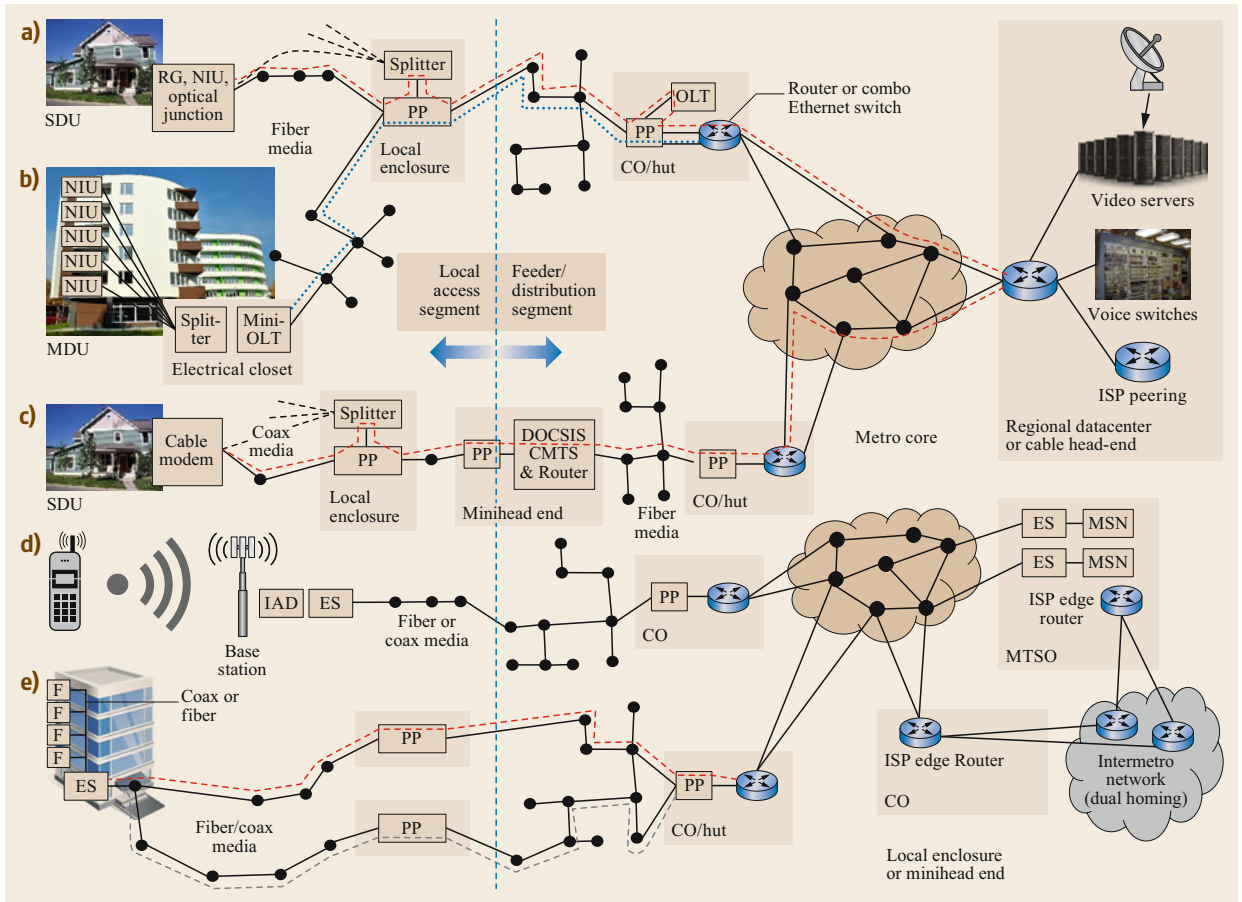 a)
SDU
RG, NIU,
optical
junction
Fiber
media
Splitter
PP
Local
enclosure
OLT
PP
CO/hut
Router or combo
Ethernet switch
Video servers
Voice switches
ISP peering
Regional datacenter
or cable head-end
b)
NIU
NIU
NIU
NIU
NIU
MDU
Split-
ter
Mini-
OLT
Electrical closet
Local
access
segment
Feeder/
distribution
segment
Metro core
c)
SDU
Cable
modem
Coax
media
Splitter
PP
Local
enclosure
PP
DOCSIS
CMTS
& Router
Minihead end
Fiber
media
PP
CO/hut
d)
Base
station
IAD
ES
Fiber or
coax media
PP
CO
ES
MSN
ES
MSN
ISP edge
router
MTSO
e)
F
F
F
F
Coax or
fiber
ES
Fiber/coax
media
PP
PP
PP
CO/hut
ISP edge Router
CO
Intermetro
network
(dual homing)
Local enclosure
or minihead end